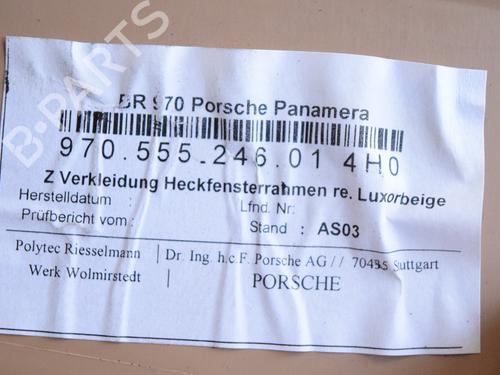 B-PARTS
BR 970 Porsche Panamera
970.555.246.01 4H0
Z Verkleidung Heckfensterrahmen re. Luxorbeige
Herstelldatum : Lfnd. Nr:
Prüfbericht vom : Stand : AS03
Polytec Riesselmann Dr. Ing. h.c.F. Porsche AG // 70435 Suttgart
Werk Wolmirstedt PORSCHE